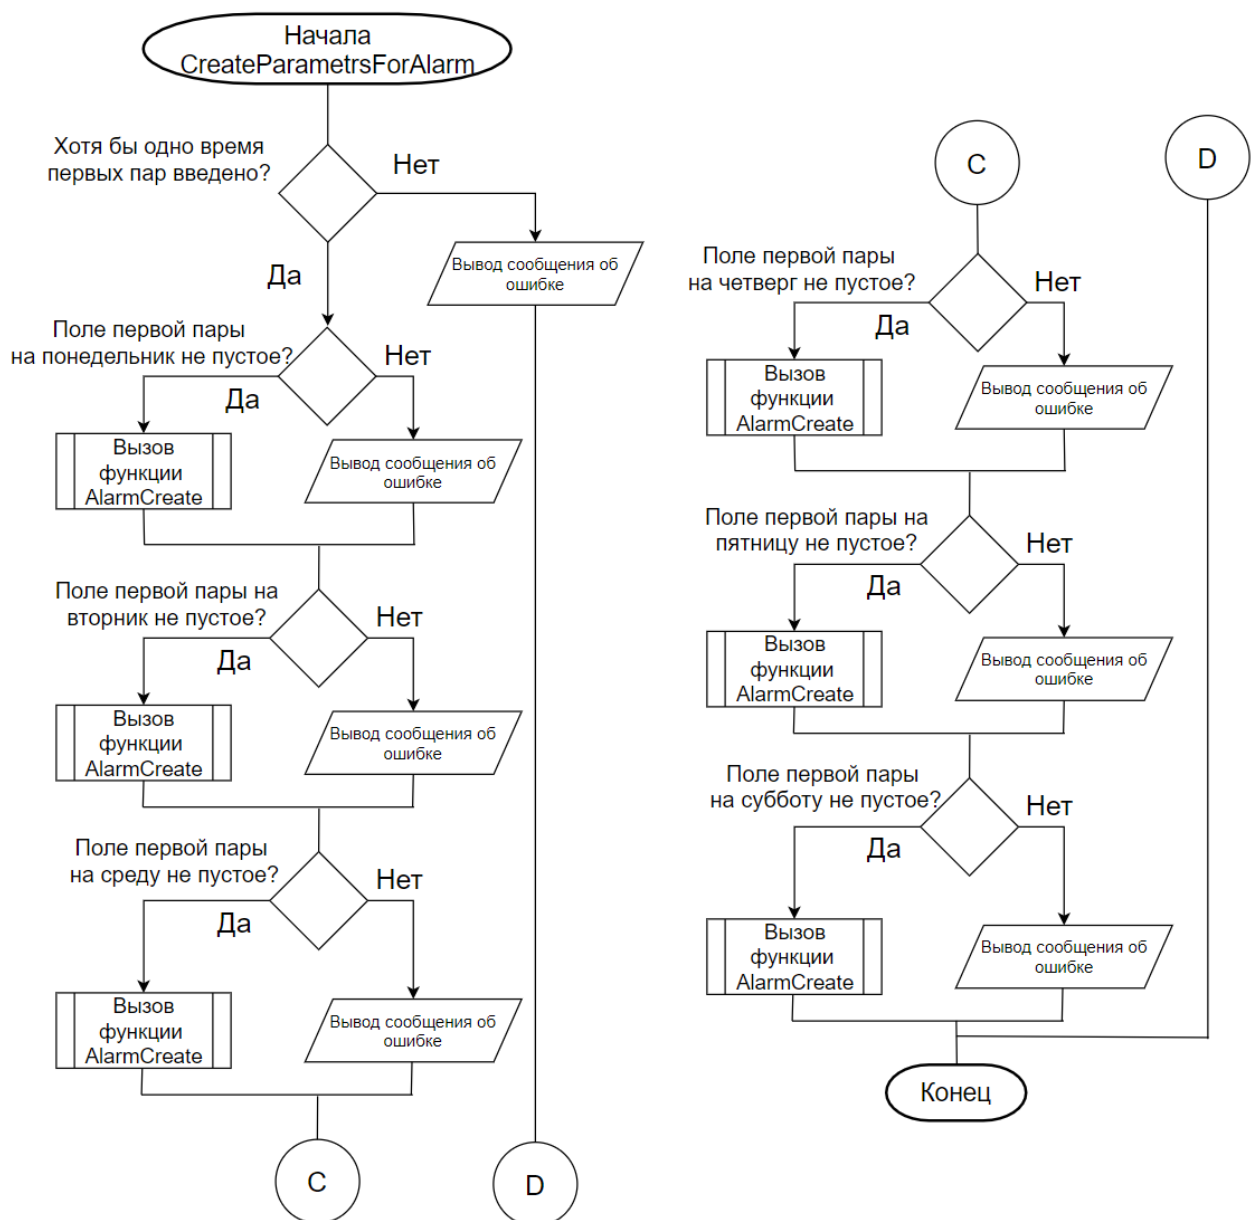 Начала
CreateParametrsForAlarm
Хотя бы одно время
первых пар введено?
Нет
Да
Вывод сообщения об
ошибке
Поле первой пары
на понедельник не пустое?
Нет
Да
Вызов
функции
AlarmCreate
Вывод сообщения об
ошибке
Поле первой пары на
вторник не пустое?
Нет
Да
Вызов
функции
AlarmCreate
Вывод сообщения об
ошибке
Поле первой пары
на среду не пустое?
Нет
Да
Вызов
функции
AlarmCreate
Вывод сообщения об
ошибке
C
D
C
D
Поле первой пары
на четверг не пустое?
Нет
Да
Вызов
функции
AlarmCreate
Вывод сообщения об
ошибке
Поле первой пары на
пятницу не пустое?
Нет
Да
Вызов
функции
AlarmCreate
Вывод сообщения об
ошибке
Поле первой пары
на субботу не пустое?
Нет
Да
Вызов
функции
AlarmCreate
Вывод сообщения об
ошибке
Конец